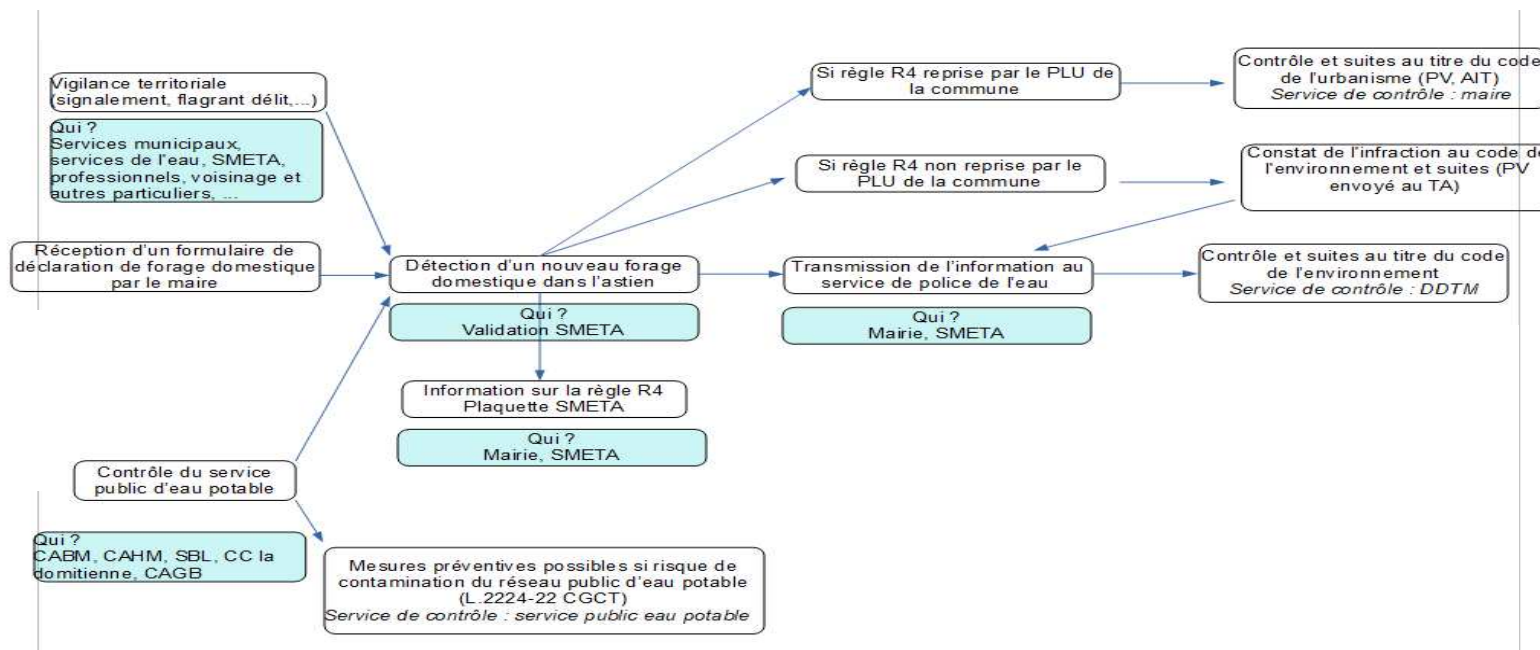 Vigilance territoriale
(signalement, flagrant délit,...)
Qui ?
Services municipaux,
services de l'eau, SMETA,
professionnels, voisinage et
autres particuliers, ...
Réception d'un formulaire de
déclaration de forage domestique
par le maire
Contrôle du service
public d'eau potable
Qui ?
CABM, CAHM, SBL, CC la
domitienne, CAGB
Détection d'un nouveau forage
domestique dans l'astien
Qui ?
Validation SMETA
Information sur la règle R4
Plaquette SMETA
Qui ?
Mairie, SMETA
Mesures préventives possibles si risque de
contamination du réseau public d'eau potable
(L.2224-22 CGCT)
Service de contrôle : service public eau potable
Si règle R4 reprise par le PLU de
la commune
Si règle R4 non reprise par le
PLU de la commune
Transmission de l'information au
service de police de l'eau
Qui ?
Mairie, SMETA
Contrôle et suites au titre du code
de l'urbanisme (PV, AIT)
Service de contrôle : maire
Constat de l'infraction au code de
l'environnement et suites (PV
envoyé au TA)
Contrôle et suites au titre du code
de l'environnement
Service de contrôle : DDTM